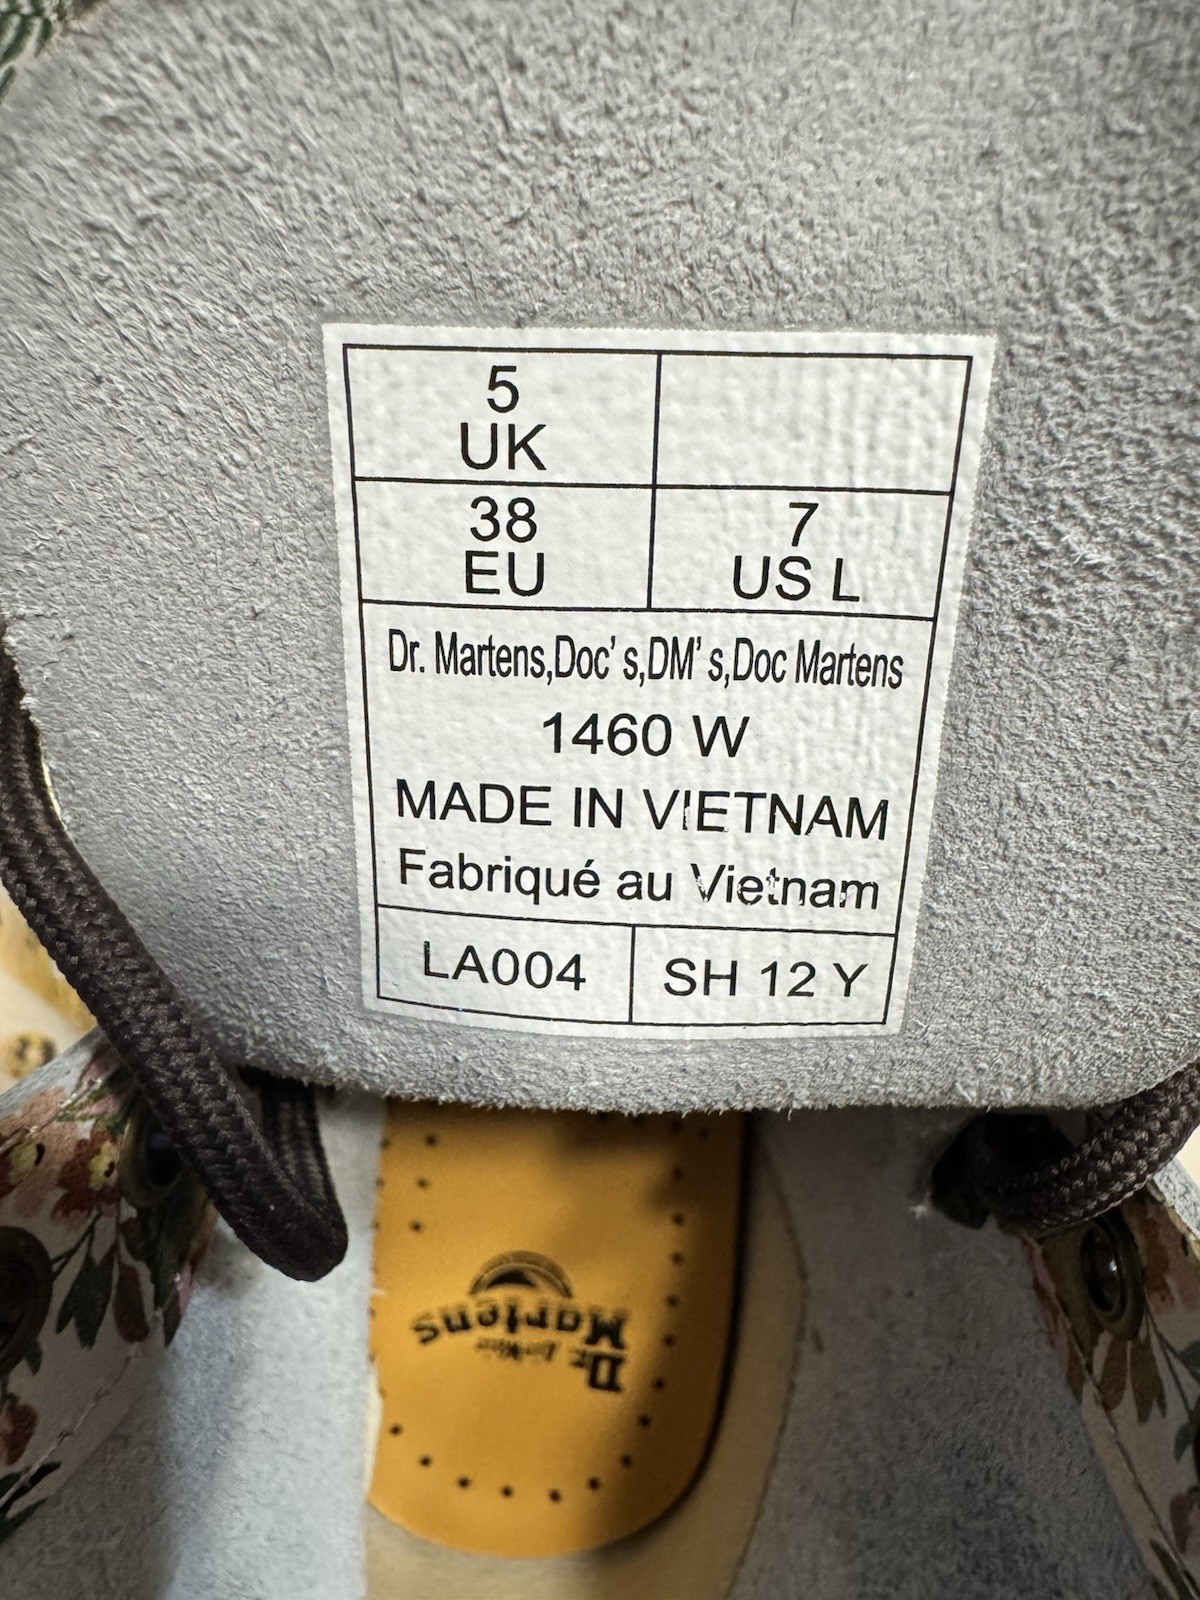 5
UK
38
EU
7
US L
Dr. Martens,Doc' s,DM' s,Doc Martens
1460 W
MADE IN VIETNAM
Fabriqué au Vietnam
LA004
SH 12 Y
Dr.
Martens